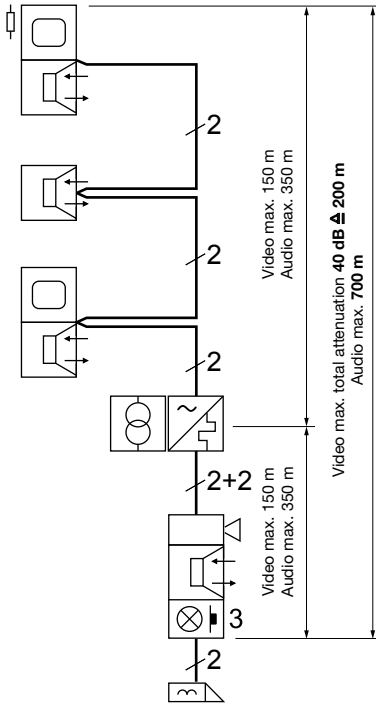 2
Video max. 150 m
Audio max. 350 m
2
Video max. total attenuation 40 dB ≙ 200 m
Audio max. 700 m
2
2+2
Video max. 150 m
Audio max. 350 m
3
2